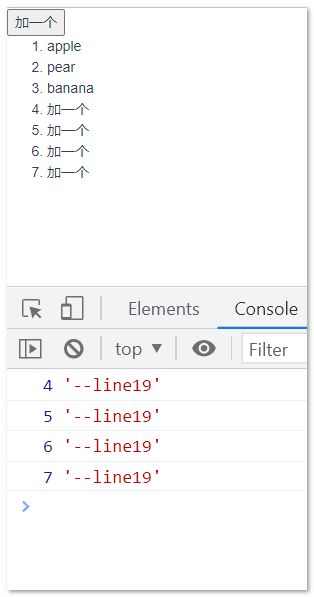 加一个
1. apple
2. pear
3. banana
4. 加一个
5. 加一个
6. 加一个
7. 加一个
Elements Console
top ▼ Filter
4 '--line19'
5 '--line19'
6 '--line19'
7 '--line19'
>